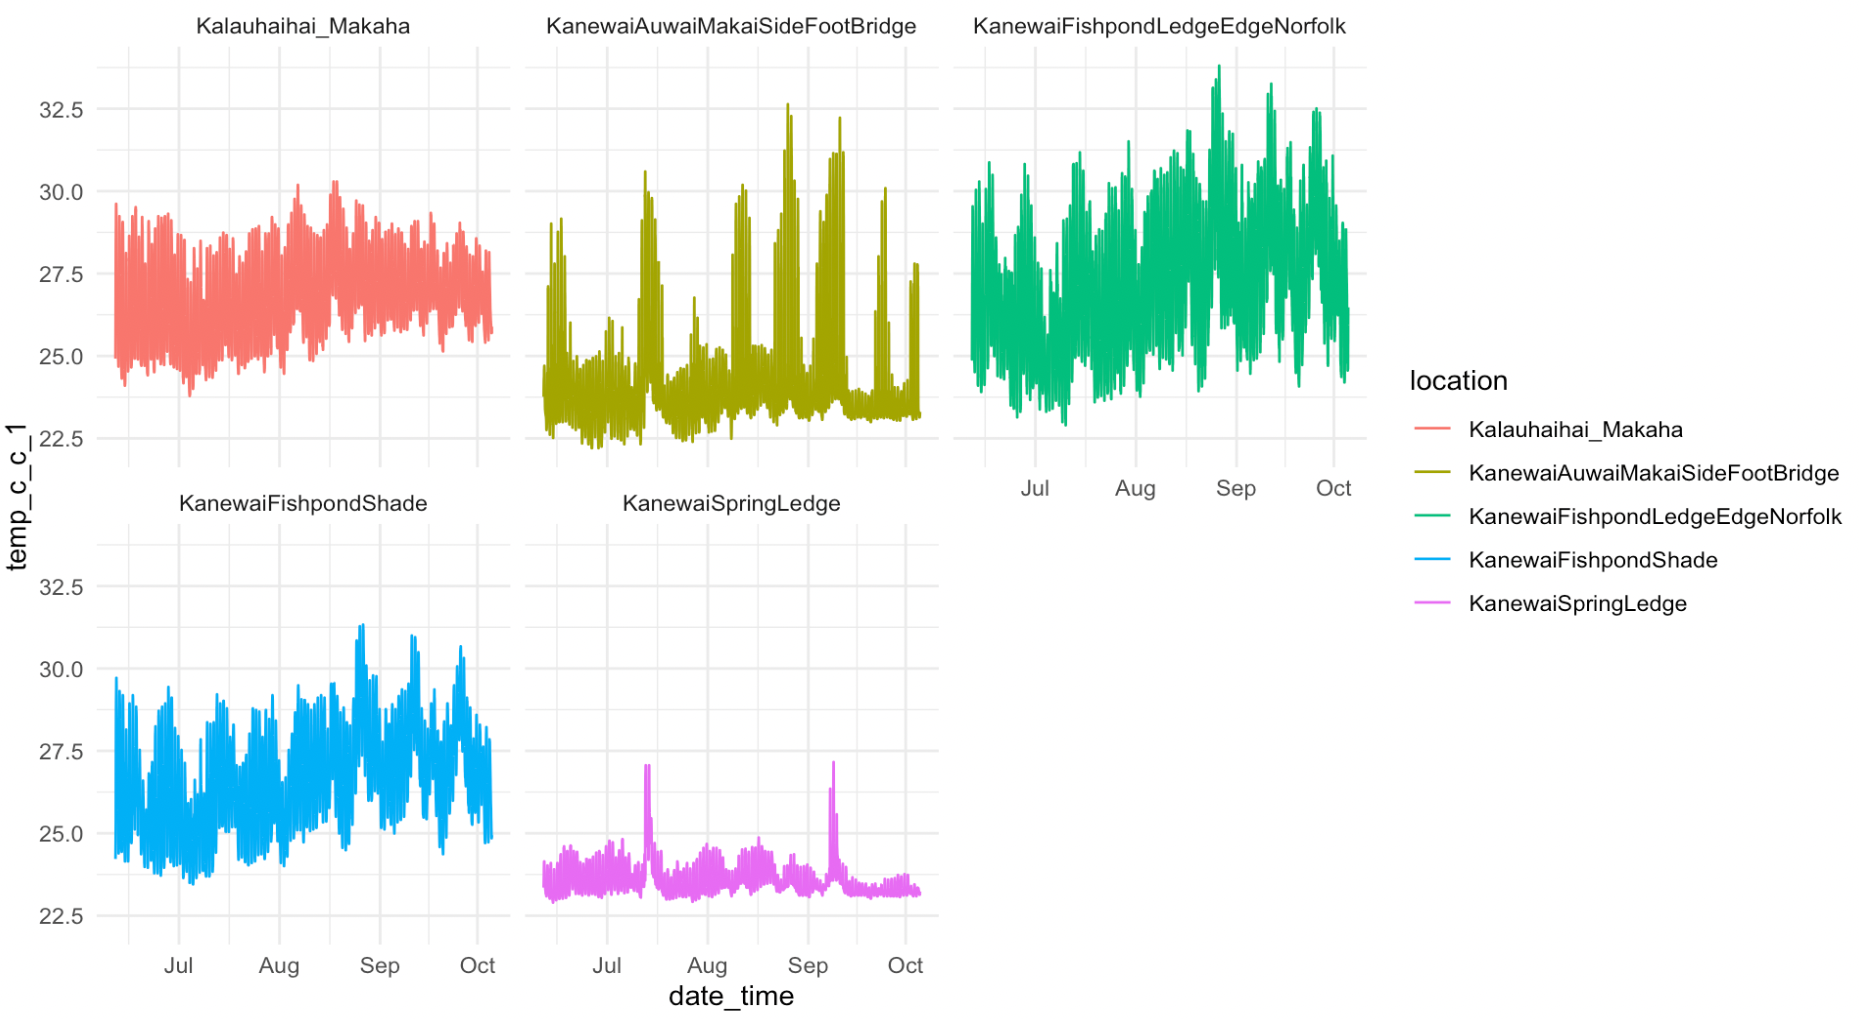 Kalauhaihai_Makaha
KanewaiAuwaiMakaiSideFootBridge
KanewaiFishpondLedgeEdgeNorfolk
32.5
30.0
27.5
25.0
22.5
Jul
Aug
Sep
Oct
KanewaiFishpondShade
KanewaiSpringLedge
32.5
30.0
27.5
25.0
22.5
Jul
Aug
Sep
Oct
Jul
Aug
Sep
Oct
date_time
temp_c_c_1
location
Kalauhaihai_Makaha
KanewaiAuwaiMakaiSideFootBridge
KanewaiFishpondLedgeEdgeNorfolk
KanewaiFishpondShade
KanewaiSpringLedge